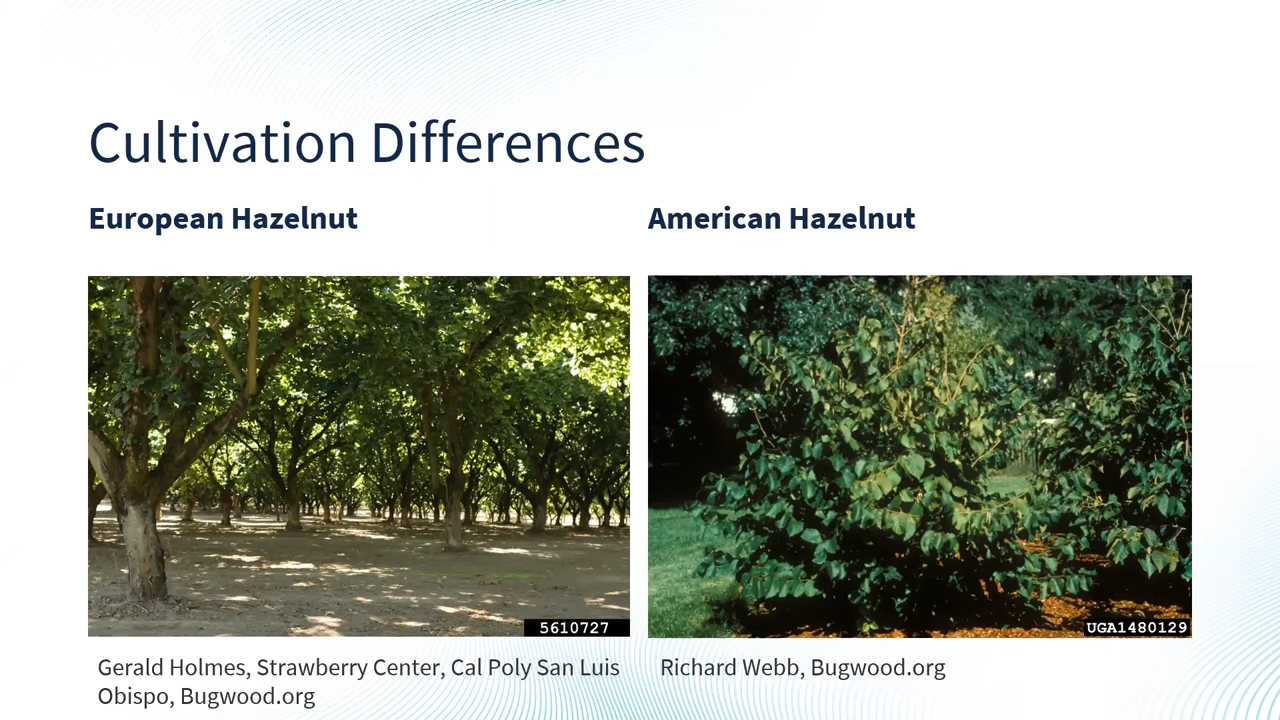 Cultivation Differences
European Hazelnut
American Hazelnut
5610727
UGA1480129
Gerald Holmes, Strawberry Center, Cal Poly San Luis
Obispo, Bugwood.org
Richard Webb, Bugwood.org